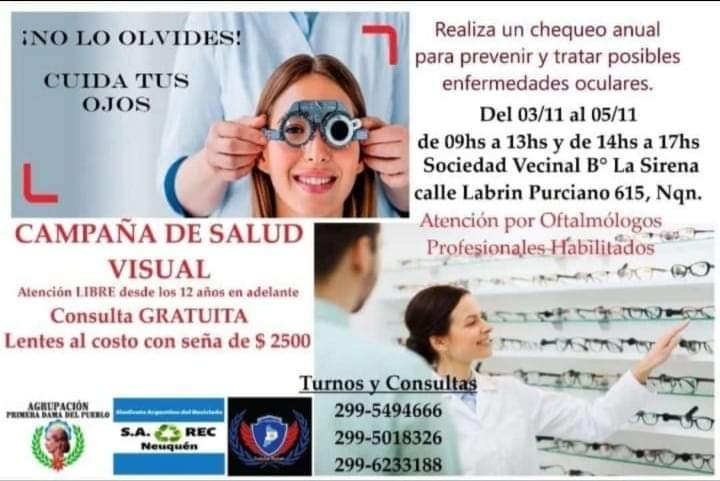 ¡NO LO OLVIDES!
CUIDA TUS
OJOS
Realiza un chequeo anual
para prevenir y tratar posibles
enfermedades oculares.
Del 03/11 al 05/11
de 09hs a 13hs y de 14hs a 17hs
Sociedad Vecinal B° La Sirena
calle Labrin Purciano 615, Nqn.
Atención por Oftalmólogos
Profesionales Habilitados
CAMPAÑA DE SALUD
VISUAL
Atención LIBRE desde los 12 años en adelante
Consulta GRATUITA
Lentes al costo con seña de $ 2500
Turnos y Consultas
299-5494666
299-5018326
299-6233188
AGRUPACIÓN
PRIMERA DAMA DEL PUEBLO
Sindicato Argentino del Reciclado
S.A. REC
Neuquén